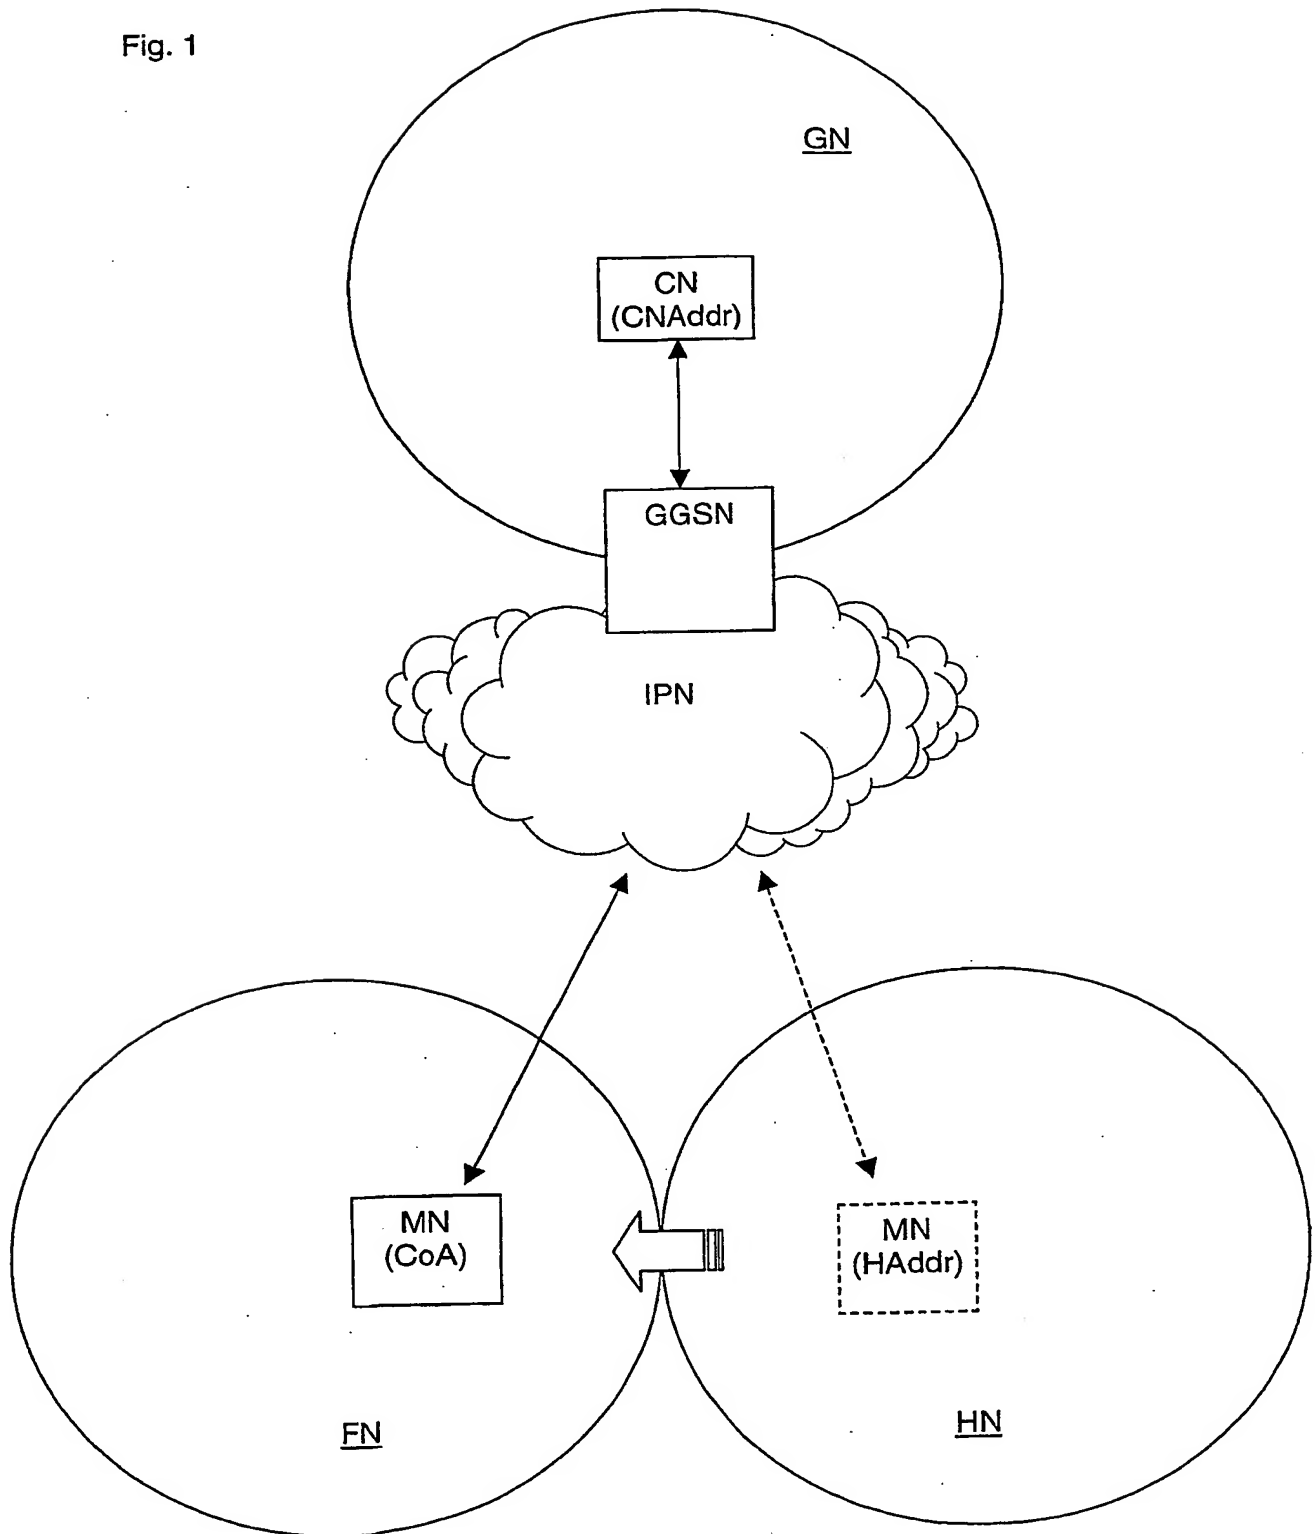 Fig. 1
GN
CN
(CNAddr)
GGSN
IPN
MN
(CoA)
MN
(HAddr)
FN
HN